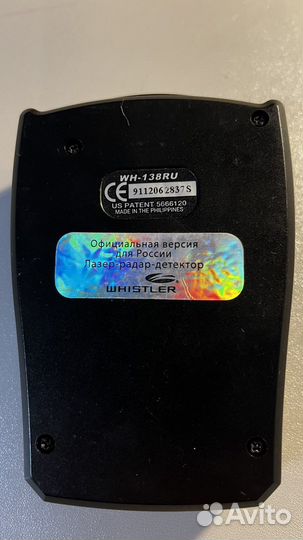 WH-138RU
CE 9112062837S
US PATENT 5666120
MADE IN THE PHILIPPINES
Официальная версия
для России
Лазер-радар-детектор
WHISTLER
Avito